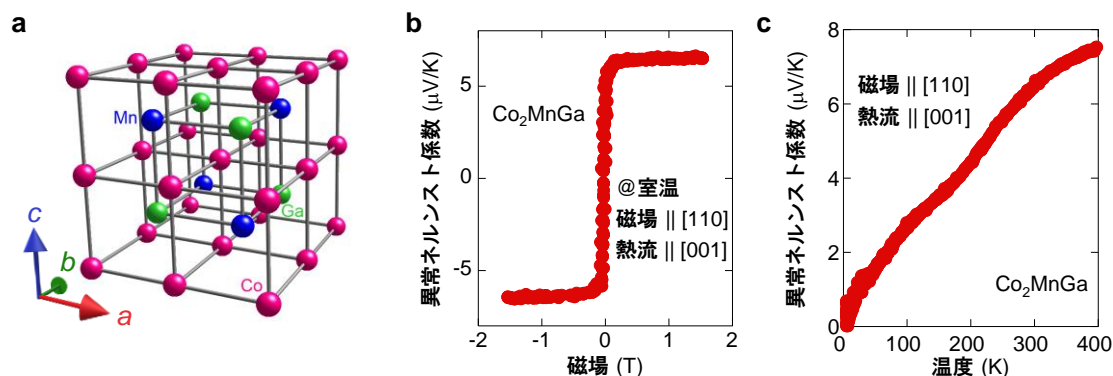 a
Mn
Ga
Co
c
b
a
b
異常ネルンスト係数 (μV/K)
5
0
-5
Co₂MnGa
@室温
磁場 || [110]
熱流 || [001]
-2
-1
0
1
2
磁場 (T)
c
異常ネルンスト係数 (μV/K)
8
6
4
2
0
磁場 || [110]
熱流 || [001]
Co₂MnGa
0
100
200
300
400
温度 (K)